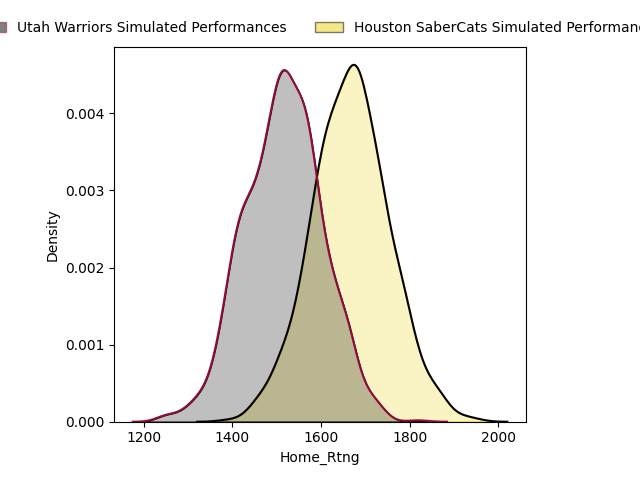 Utah Warriors Simulated Performances
Houston SaberCats Simulated Performan
0.004
0.003
0.002
0.001
0.000
Density
1200 1400 1600 1800 2000
Home_Rtng